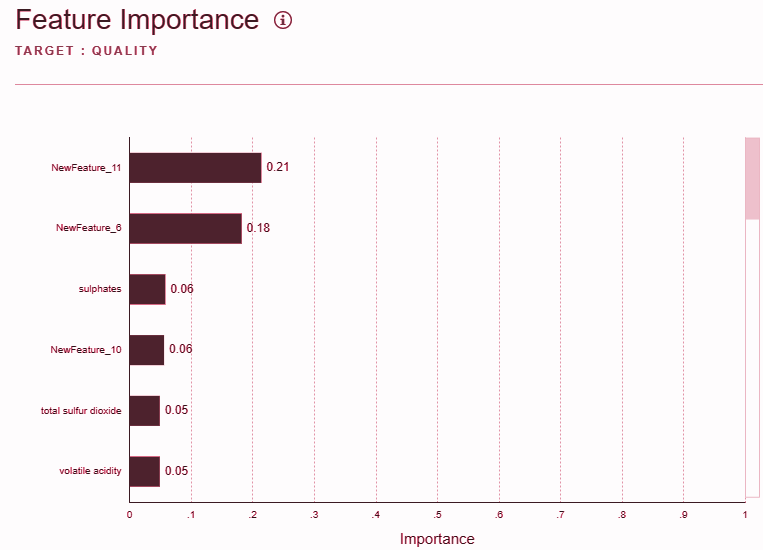 Feature Importance
TARGET : QUALITY
NewFeature_11 0.21
NewFeature_6 0.18
sulphates 0.06
NewFeature_10 0.06
total sulfur dioxide 0.05
volatile acidity 0.05
0 .1 .2 .3 .4 .5 .6 .7 .8 .9 1
Importance